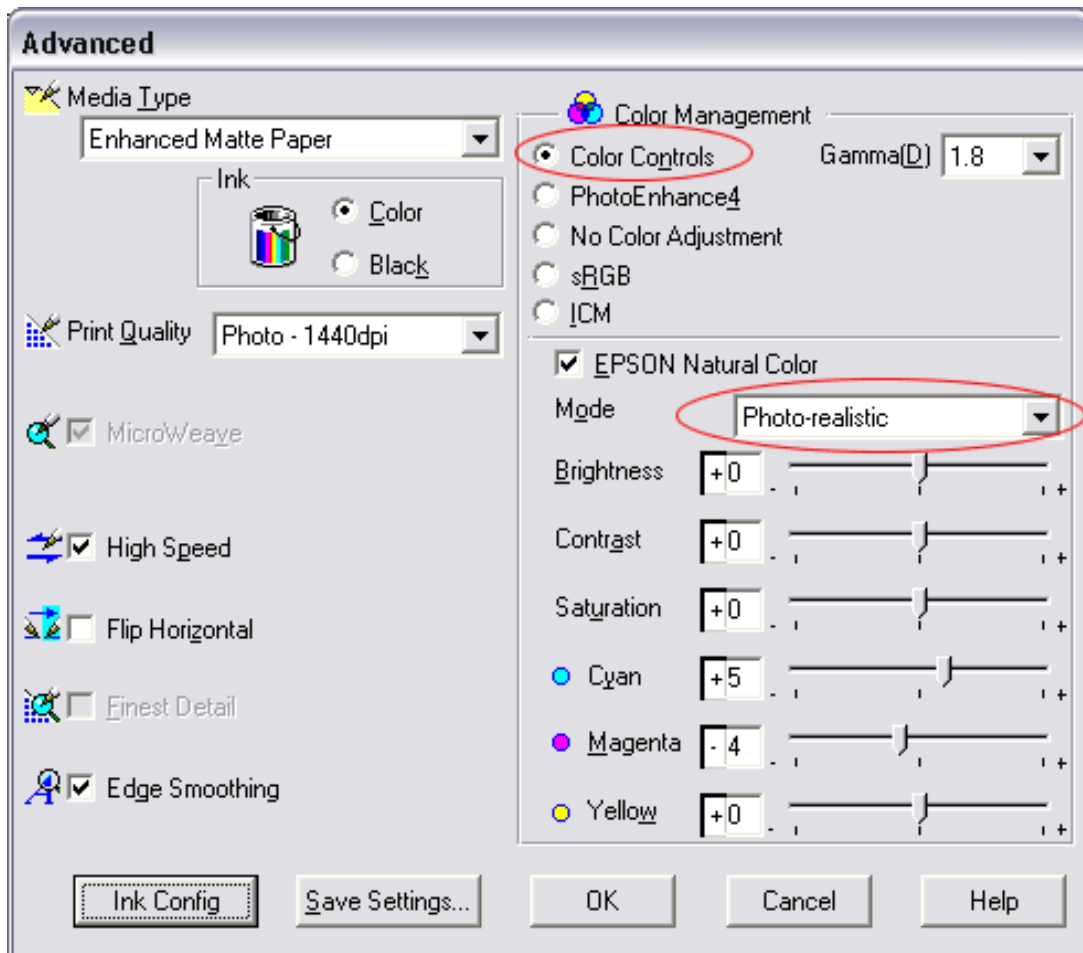 Advanced
Media Type
Enhanced Matte Paper
Ink
Color
Black
Print Quality
Photo - 1440dpi
MicroWeave
High Speed
Flip Horizontal
Finest Detail
Edge Smoothing
Color Management
Color Controls
Gamma(D)
1.8
PhotoEnhance4
No Color Adjustment
sRGB
ICM
EPSON Natural Color
Mode
Photo-realistic
Brightness +0 - +
Contrast +0 - +
Saturation +0 - +
Cyan +5 - +
Magenta - 4 - +
Yellow +0 - +
Ink Config
Save Settings...
OK
Cancel
Help